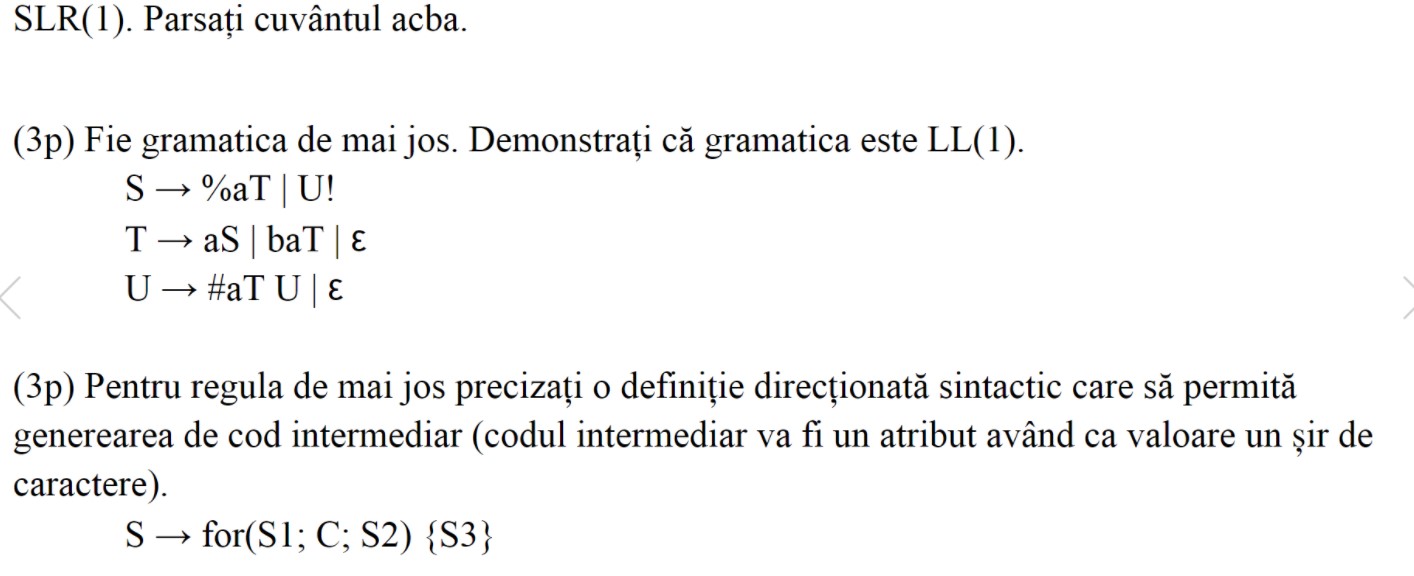 SLR(1). Parsați cuvântul acba.
(3p) Fie gramatica de mai jos. Demonstrați că gramatica este LL(1).
S → %aT | U!
T → aS | baT | ε
U → #aT U | ε
(3p) Pentru regula de mai jos precizați o definiție direcționată sintactic care să permită
generearea de cod intermediar (codul intermediar va fi un atribut având ca valoare un șir de
caractere).
S → for(S1; C; S2) {S3}